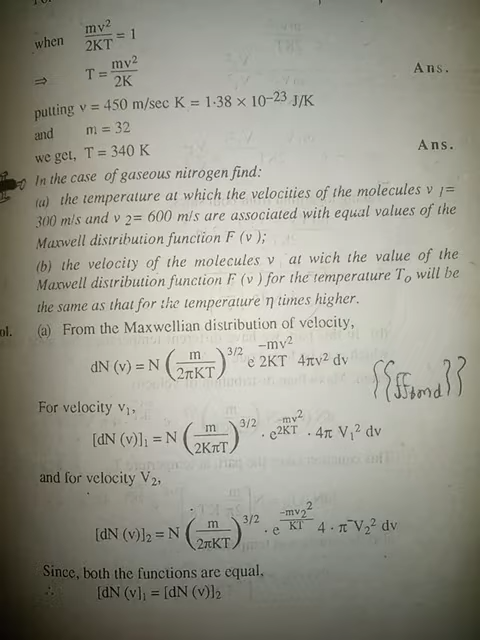 when mv²/2KT = 1
⇒ T = mv²/2K Ans.
putting v = 450 m/sec K = 1·38 × 10⁻²³ J/K
and m = 32
we get, T = 340 K Ans.
In the case of gaseous nitrogen find:
(a) the temperature at which the velocities of the molecules v 1=
300 m/s and v 2= 600 m/s are associated with equal values of the
Maxwell distribution function F (v);
(b) the velocity of the molecules v at wich the value of the
Maxwell distribution function F (v) for the temperature Tₒ will be
the same as that for the temperature η times higher.
ol. (a) From the Maxwellian distribution of velocity,
dN (v) = N (m/2πKT)^3/2 e^-mv²/2KT 4πv² dv
{{ffbond}}
For velocity v₁,
[dN (v)]₁ = N (m/2KπT)^3/2 . e^-mv²/2KT . 4π V₁² dv
and for velocity V₂,
[dN (v)]₂ = N (m/2πKT)^3/2 . e^-mv₂²/KT 4 . π V₂² dv
Since, both the functions are equal,
∴ [dN (v]₁ = [dN (v)]₂